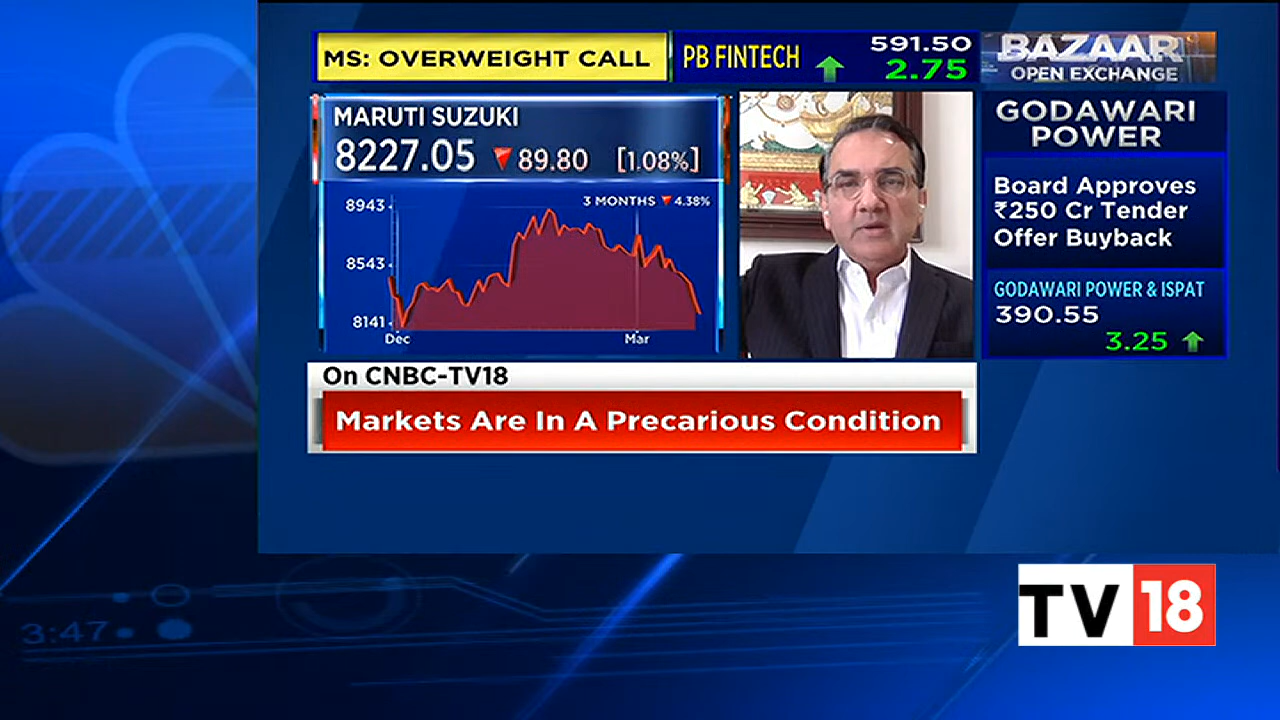 MS: OVERWEIGHT CALL
PB FINTECH
591.50
2.75
BAZAAR
OPEN EXCHANGE
MARUTI SUZUKI
8227.05 ▼ 89.80 [1.08%]
3 MONTHS ▼ 4.38%
8943
8543
8141
Dec
Mar
GODAWARI
POWER
Board Approves
₹250 Cr Tender
Offer Buyback
GODAWARI POWER & ISPAT
390.55
3.25
On CNBC-TV18
Markets Are In A Precarious Condition
TV18
3:47